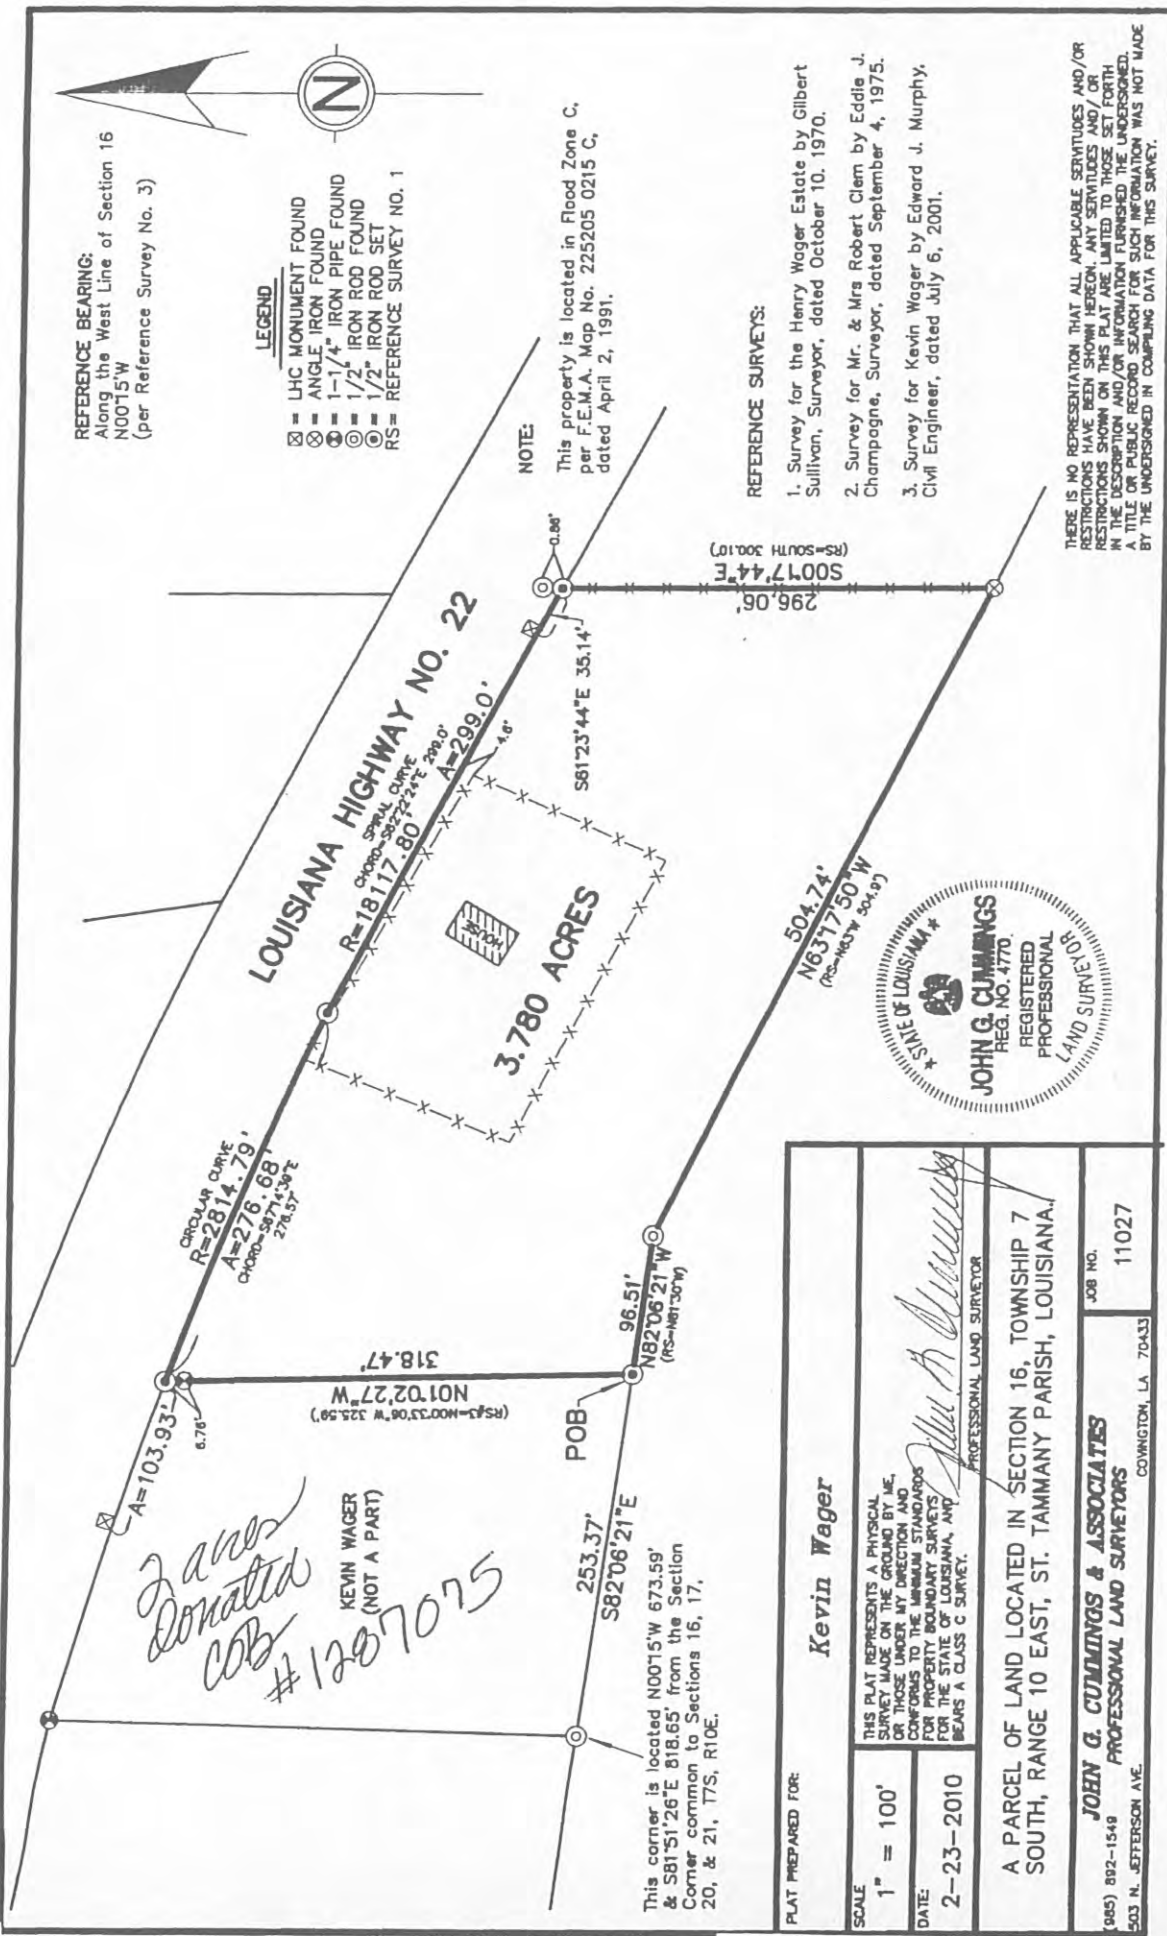 REFERENCE BEARING:
Along the West Line of Section 16
N00°15'W
(per Reference Survey No. 3)
N
LEGEND
= LHC MONUMENT FOUND
= ANGLE IRON FOUND
= 1-1/4" IRON PIPE FOUND
= 1/2" IRON ROD FOUND
= 1/2" IRON ROD SET
RS= REFERENCE SURVEY NO. 1
NOTE:
This property is located in Flood Zone C,
per F.E.M.A. Map No. 225205 0215 C,
dated April 2, 1991.
REFERENCE SURVEYS:
1. Survey for the Henry Wager Estate by Gilbert
Sullivan, Surveyor, dated October 10. 1970.
2. Survey for Mr. & Mrs Robert Clem by Eddie J.
Champagne, Surveyor, dated September 4, 1975.
3. Survey for Kevin Wager by Edward J. Murphy,
Civil Engineer, dated July 6, 2001.
THERE IS NO REPRESENTATION THAT ALL APPLICABLE SERVITUDES AND/OR
RESTRICTIONS HAVE BEEN SHOWN HEREON. ANY SERVITUDES AND/ OR
RESTRICTIONS SHOWN ON THIS PLAT ARE LIMITED TO THOSE SET FORTH
IN THE DESCRIPTION AND/OR INFORMATION FURNISHED THE UNDERSIGNED.
A TITLE OR PUBLIC RECORD SEARCH FOR SUCH INFORMATION WAS NOT MADE
BY THE UNDERSIGNED IN COMPILING DATA FOR THIS SURVEY.
LOUISIANA HIGHWAY NO. 22
SPIRAL CURVE
CHORD=S62°22'24"E 299.0'
R=18117.80'
A=299.0'
4.6'
0.86'
S61°23'44"E 35.14'
296.06'
S00°17'44"E
(RS=SOUTH 300.10')
CIRCULAR CURVE
R=2814.79'
A=276.68'
CHORD=S67°14'39"E
276.57'
HOUSE
3.780 ACRES
504.74'
N63°17'50"W
(RS=N63°W 504.9')
96.51'
N82°06'21"W
(RS=N81°30'W)
318.47'
N01°02'27"W
(RS#3=N00°33'06"W 325.59')
A=103.93'
6.76'
POB
KEVIN WAGER
(NOT A PART)
2 acres
Donated
COB
#1287075
253.37'
S82°06'21"E
This corner is located N00°15'W 673.59'
& S81°51'26"E 818.65' from the Section
Corner common to Sections 16, 17,
20, & 21, T7S, R10E.
STATE OF LOUISIANA
JOHN G. CUMMINGS
REG. NO. 4770
REGISTERED
PROFESSIONAL
LAND SURVEYOR
PLAT PREPARED FOR:
Kevin Wager
SCALE
1" = 100'
DATE:
2-23-2010
THIS PLAT REPRESENTS A PHYSICAL
SURVEY MADE ON THE GROUND BY ME,
OR THOSE UNDER MY DIRECTION AND
CONFORMS TO THE MINIMUM STANDARDS
FOR PROPERTY BOUNDARY SURVEYS
FOR THE STATE OF LOUISIANA, AND
BEARS A CLASS C SURVEY.
PROFESSIONAL LAND SURVEYOR
A PARCEL OF LAND LOCATED IN SECTION 16, TOWNSHIP 7
SOUTH, RANGE 10 EAST, ST. TAMMANY PARISH, LOUISIANA.
JOHN G. CUMMINGS & ASSOCIATES
(985) 892-1549 PROFESSIONAL LAND SURVEYORS
503 N. JEFFERSON AVE. COVINGTON, LA 70433
JOB NO.
11027